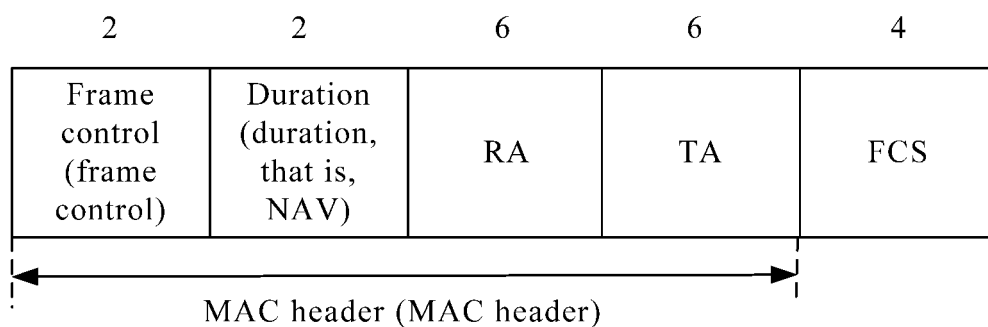 2 2 6 6 4
Frame
control
(frame
control)
Duration
(duration,
that is,
NAV)
RA
TA
FCS
MAC header (MAC header)